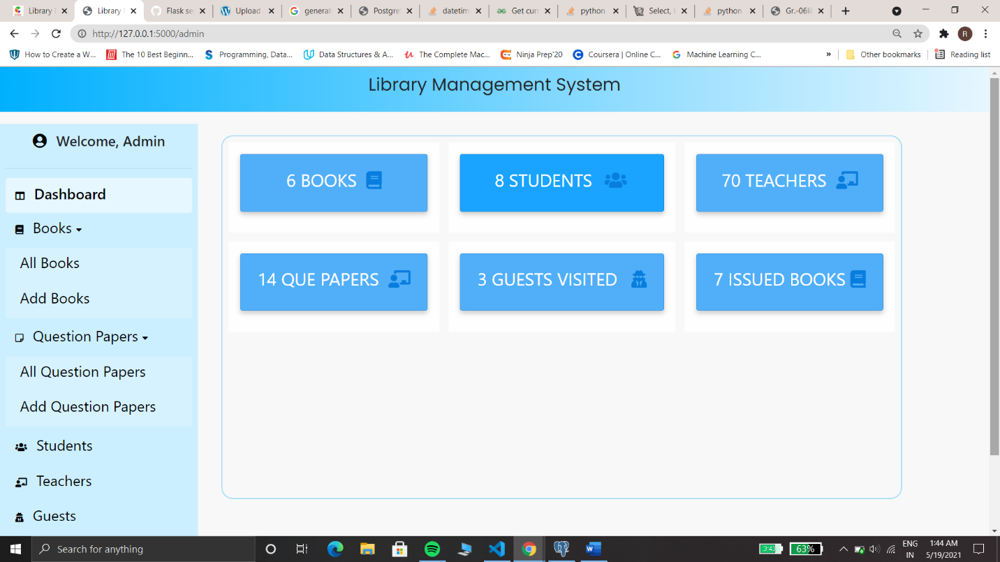 Library
Library
Flask se
Upload
generat
Postgre
datetim
Get curr
python
Select,
python
Gr.-06lib
http://127.0.0.1:5000/admin
R
How to Create a W...
The 10 Best Beginn...
Programming, Data...
Data Structures & A...
The Complete Mac...
Ninja Prep'20
Coursera | Online C...
Machine Learning C...
»
Other bookmarks
Reading list
Library Management System
Welcome, Admin
Dashboard
Books
All Books
Add Books
Question Papers
All Question Papers
Add Question Papers
Students
Teachers
Guests
6 BOOKS
8 STUDENTS
70 TEACHERS
14 QUE PAPERS
3 GUESTS VISITED
7 ISSUED BOOKS
Search for anything
3:43
63%
ENG
IN
1:44 AM
5/19/2021